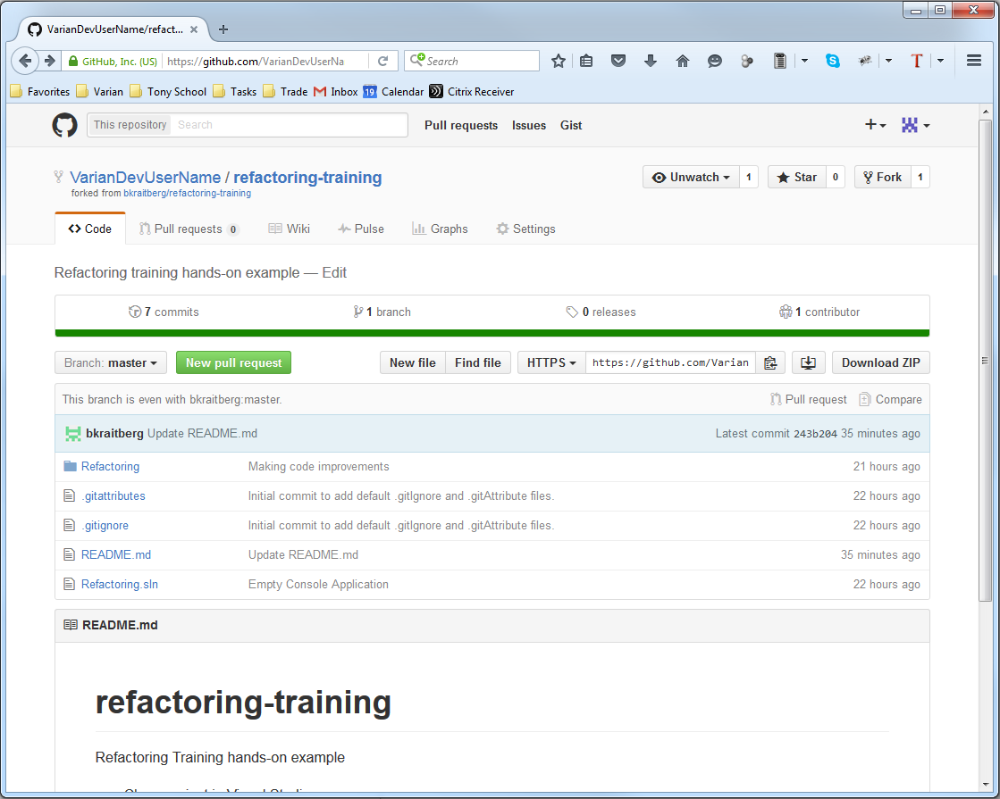 VarianDevUserName/refact...
GitHub, Inc. (US) https://github.com/VarianDevUserNa Search
Favorites Varian Tony School Tasks Trade Inbox 19 Calendar Citrix Receiver
This repository Search Pull requests Issues Gist
VarianDevUserName / refactoring-training Unwatch 1 Star 0 Fork 1
forked from bkraitberg/refactoring-training
Code Pull requests 0 Wiki Pulse Graphs Settings
Refactoring training hands-on example — Edit
7 commits 1 branch 0 releases 1 contributor
Branch: master New pull request New file Find file HTTPS https://github.com/Varian Download ZIP
This branch is even with bkraitberg:master. Pull request Compare
bkraitberg Update README.md Latest commit 243b204 35 minutes ago
Refactoring Making code improvements 21 hours ago
.gitattributes Initial commit to add default .gitIgnore and .gitAttribute files. 22 hours ago
.gitignore Initial commit to add default .gitIgnore and .gitAttribute files. 22 hours ago
README.md Update README.md 35 minutes ago
Refactoring.sln Empty Console Application 22 hours ago
README.md
refactoring-training
Refactoring Training hands-on example